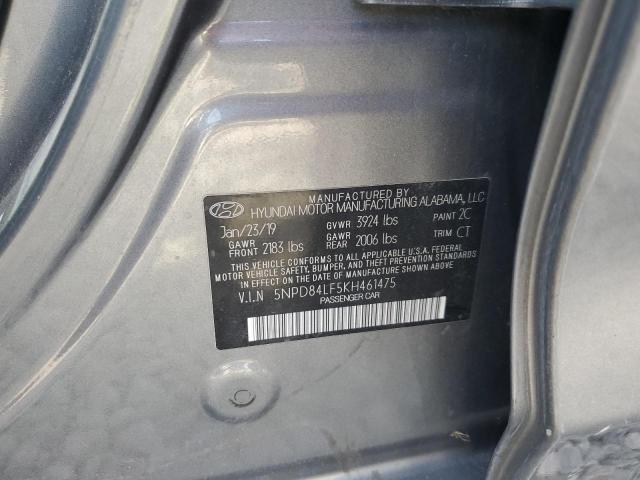 MANUFACTURED BY
HYUNDAI MOTOR MANUFACTURING ALABAMA, LLC
Jan/23/19 GVWR 3924 lbs PAINT 2C
GAWR FRONT 2183 lbs GAWR REAR 2006 lbs TRIM CT
THIS VEHICLE CONFORMS TO ALL APPLICABLE U.S.A. FEDERAL
MOTOR VEHICLE SAFETY, BUMPER, AND THEFT PREVENTION
STANDARDS IN EFFECT ON THE DATE OF MANUFACTURE SHOWN ABOVE.
V.I.N 5NPD84LF5KH461475
PASSENGER CAR